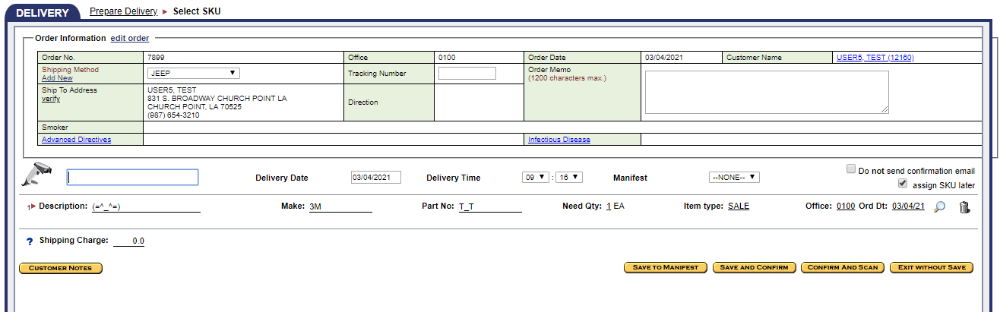 DELIVERY Prepare Delivery ▶ Select SKU
Order Information edit order
Order No. 7899 Office 0100 Order Date 03/04/2021 Customer Name USER5, TEST (12160)
Shipping Method
Add New
JEEP
Tracking Number
Order Memo
(1200 characters max.)
Ship To Address
verify
USER5, TEST
831 S. BROADWAY CHURCH POINT LA
CHURCH POINT, LA 70525
(987) 654-3210
Direction
Smoker
Advanced Directives Infectious Disease
Do not send confirmation email
Delivery Date 03/04/2021 Delivery Time 09 : 16 Manifest --NONE--
assign SKU later
1 Description: (=^_^=) Make: 3M Part No: T_T Need Qty: 1 EA Item type: SALE Office: 0100 Ord Dt: 03/04/21
? Shipping Charge: 0.0
CUSTOMER NOTES SAVE TO MANIFEST SAVE AND CONFIRM CONFIRM AND SCAN EXIT WITHOUT SAVE